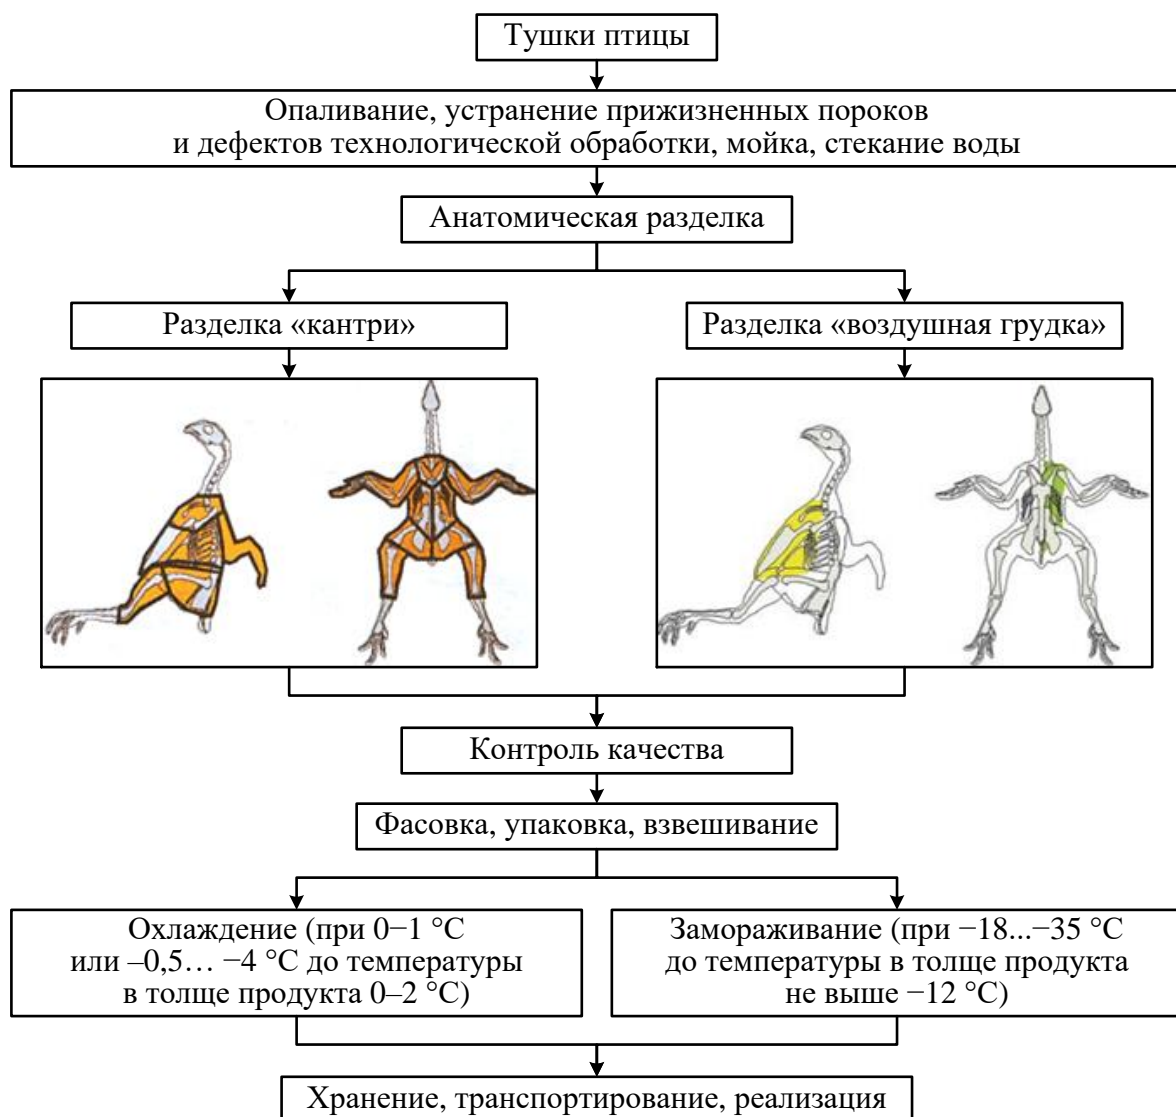 Тушки птицы
Опаливание, устранение прижизненных пороков
и дефектов технологической обработки, мойка, стекание воды
Анатомическая разделка
Разделка «кантри»
Разделка «воздушная грудка»
Контроль качества
Фасовка, упаковка, взвешивание
Охлаждение (при 0−1 °C
или –0,5… −4 °C до температуры
в толще продукта 0–2 °C)
Замораживание (при −18...−35 °C
до температуры в толще продукта
не выше −12 °C)
Хранение, транспортирование, реализация